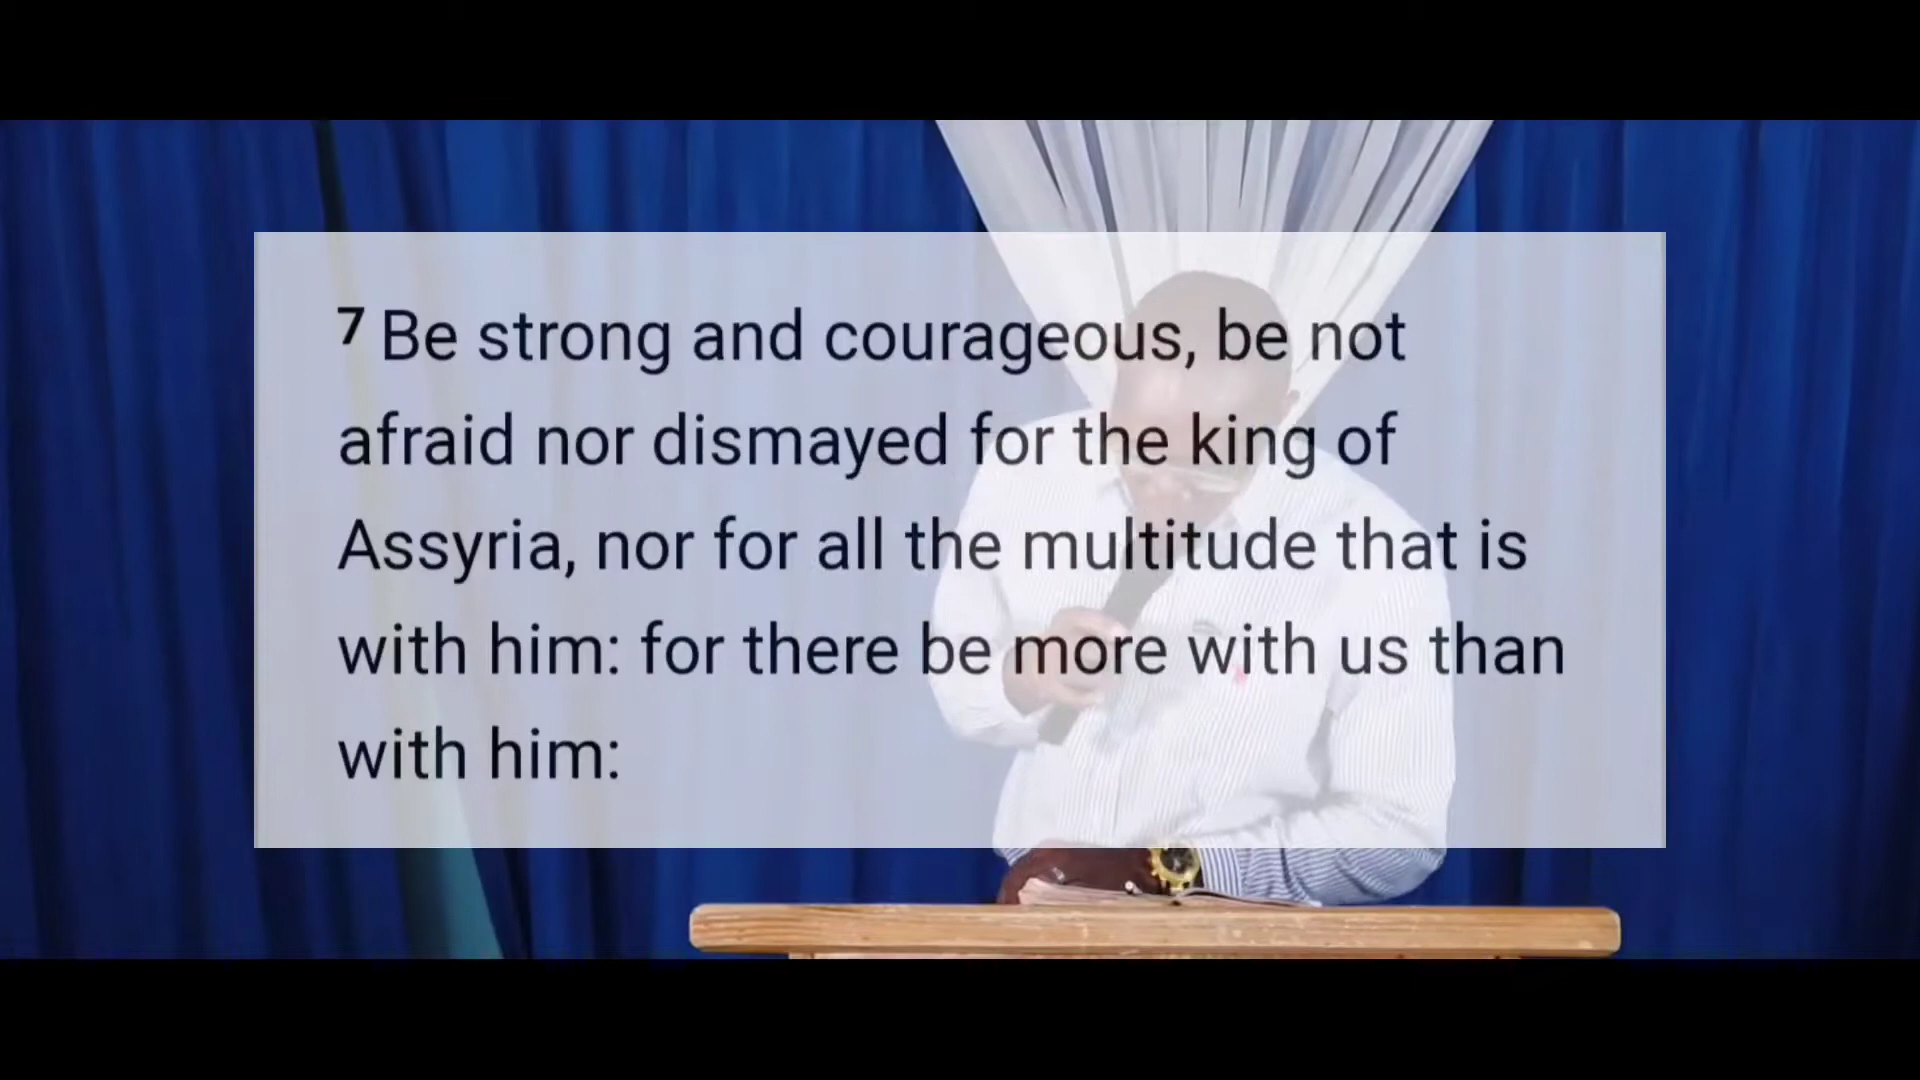 7 Be strong and courageous, be not
afraid nor dismayed for the king of
Assyria, nor for all the multitude that is
with him: for there be more with us than
with him: